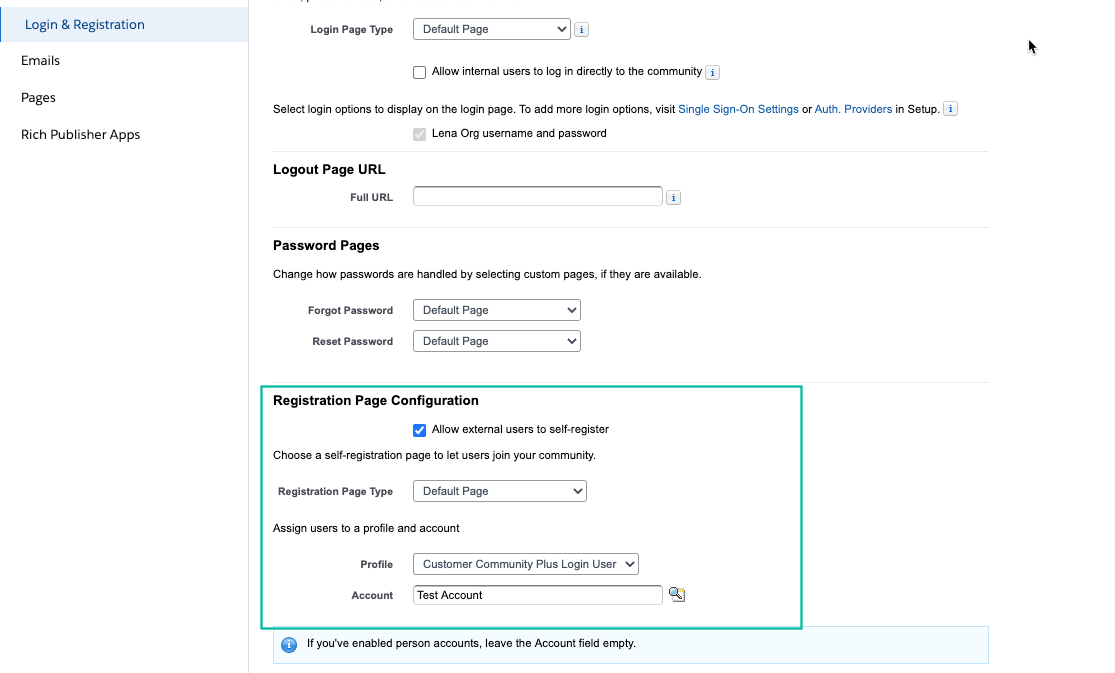 Login & Registration
Emails
Pages
Rich Publisher Apps
Login Page Type Default Page
Allow internal users to log in directly to the community
Select login options to display on the login page. To add more login options, visit Single Sign-On Settings or Auth. Providers in Setup.
Lena Org username and password
Logout Page URL
Full URL
Password Pages
Change how passwords are handled by selecting custom pages, if they are available.
Forgot Password Default Page
Reset Password Default Page
Registration Page Configuration
Allow external users to self-register
Choose a self-registration page to let users join your community.
Registration Page Type Default Page
Assign users to a profile and account
Profile Customer Community Plus Login User
Account Test Account
If you've enabled person accounts, leave the Account field empty.